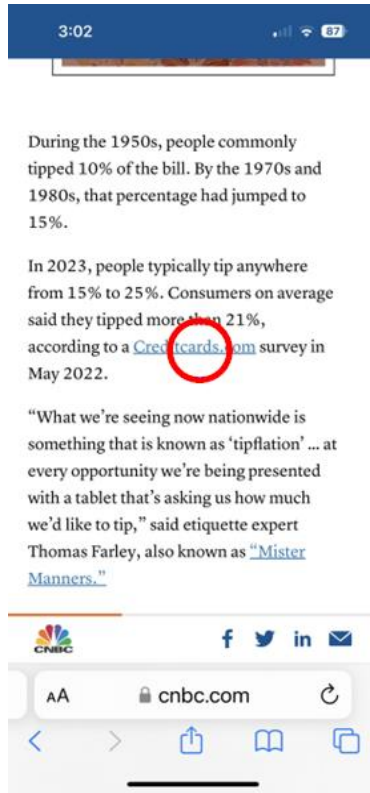 3:02
87
During the 1950s, people commonly
tipped 10% of the bill. By the 1970s and
1980s, that percentage had jumped to
15%.
In 2023, people typically tip anywhere
from 15% to 25%. Consumers on average
said they tipped more than 21%,
according to a Creditcards.com survey in
May 2022.
“What we’re seeing now nationwide is
something that is known as ‘tipflation’ ... at
every opportunity we’re being presented
with a tablet that’s asking us how much
we’d like to tip,” said etiquette expert
Thomas Farley, also known as “Mister
Manners.”
CNBC
f in
AA cnbc.com